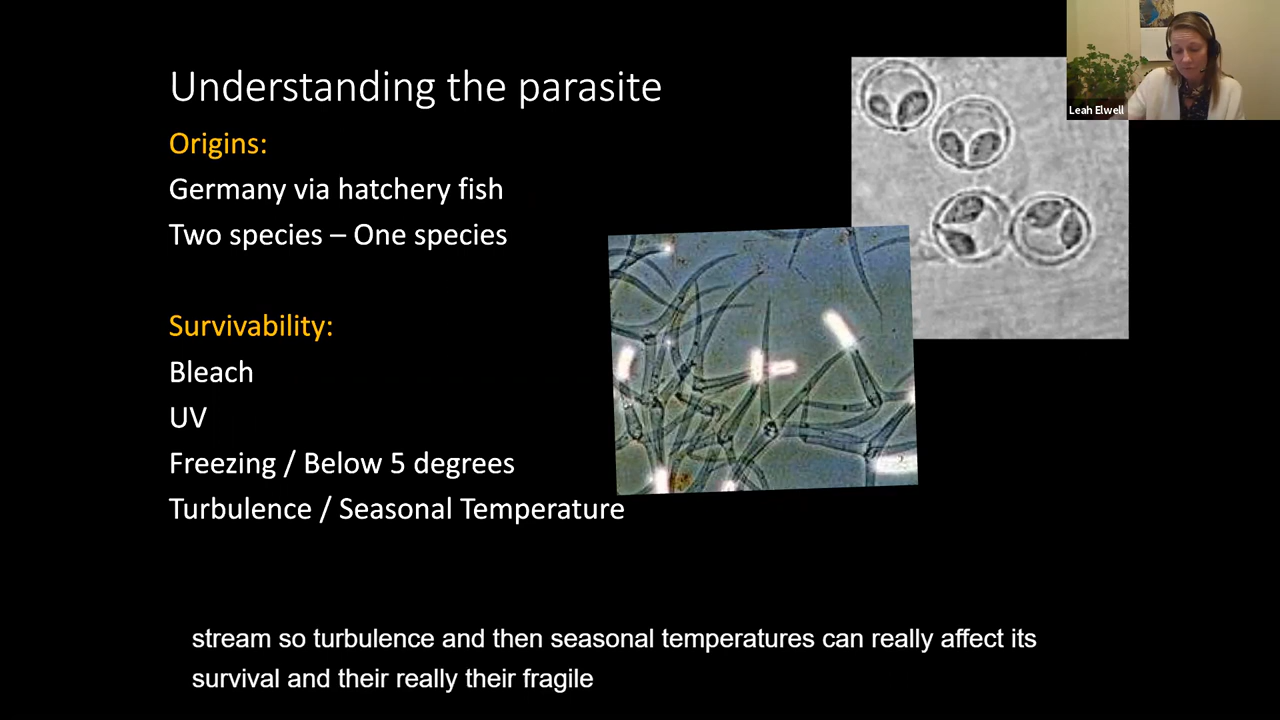 Understanding the parasite
Leah Elwell
Origins:
Germany via hatchery fish
Two species – One species
Survivability:
Bleach
UV
Freezing / Below 5 degrees
Turbulence / Seasonal Temperature
stream so turbulence and then seasonal temperatures can really affect its
survival and their really their fragile